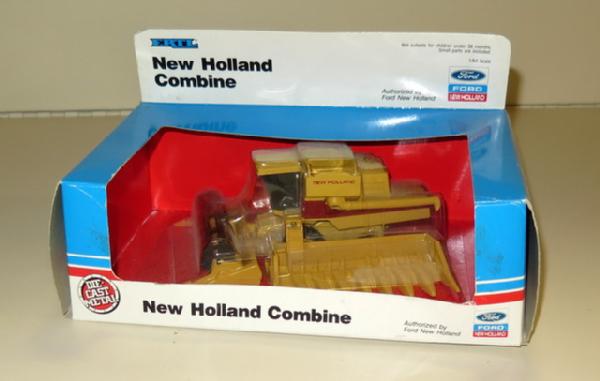 ERTL
New Holland
Combine
Not suitable for children under 36 months.
Small parts are included
1/64 Scale
Authorized by
Ford New Holland
Ford
FORD
NEW HOLLAND
NEW HOLLAND
DIE-
CAST
METAL
New Holland Combine
Authorized by
Ford New Holland
Ford
FORD
NEW HOLLAND